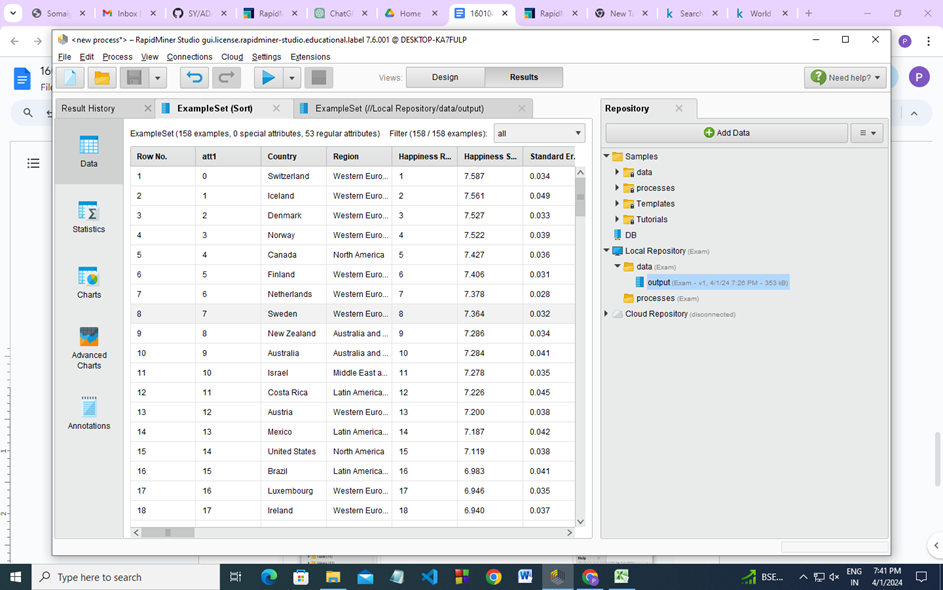 Somai
Inbox
SY/AD
RapidM
ChatG
Home
16010
RapidM
New T
Search
World
<new process*> – RapidMiner Studio gui.license.rapidminer-studio.educational.label 7.6.001 @ DESKTOP-KA7FULP
File Edit Process View Connections Cloud Settings Extensions
Views: Design Results Need help?
Result History ExampleSet (Sort) ExampleSet (//Local Repository/data/output)
ExampleSet (158 examples, 0 special attributes, 53 regular attributes) Filter (158 / 158 examples): all
Row No. att1 Country Region Happiness R... Happiness S... Standard Er.
1 0 Switzerland Western Euro... 1 7.587 0.034
2 1 Iceland Western Euro... 2 7.561 0.049
3 2 Denmark Western Euro... 3 7.527 0.033
4 3 Norway Western Euro... 4 7.522 0.039
5 4 Canada North America 5 7.427 0.036
6 5 Finland Western Euro... 6 7.406 0.031
7 6 Netherlands Western Euro... 7 7.378 0.028
8 7 Sweden Western Euro... 8 7.364 0.032
9 8 New Zealand Australia and ... 9 7.286 0.034
10 9 Australia Australia and ... 10 7.284 0.041
11 10 Israel Middle East a... 11 7.278 0.035
12 11 Costa Rica Latin America... 12 7.226 0.045
13 12 Austria Western Euro... 13 7.200 0.038
14 13 Mexico Latin America... 14 7.187 0.042
15 14 United States North America 15 7.119 0.038
16 15 Brazil Latin America... 16 6.983 0.041
17 16 Luxembourg Western Euro... 17 6.946 0.035
18 17 Ireland Western Euro... 18 6.940 0.037
Data
Statistics
Charts
Advanced
Charts
Annotations
Repository
Add Data
Samples
data
processes
Templates
Tutorials
DB
Local Repository (Exam)
data (Exam)
output (Exam – v1, 4/1/24 7:26 PM – 353 kB)
processes (Exam)
Cloud Repository (disconnected)
16
File
P
P
Type here to search
BSE...
ENG
IN
7:41 PM
4/1/2024